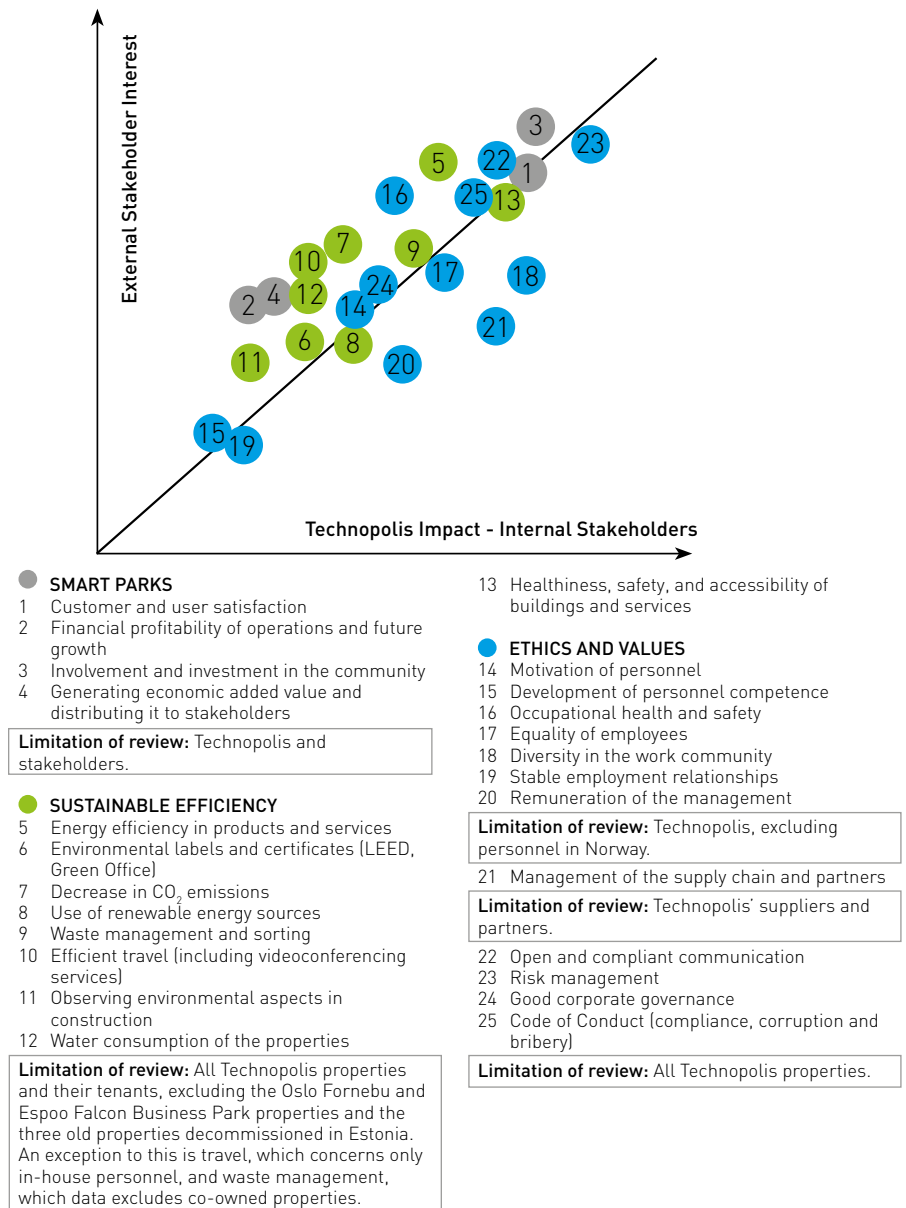 External Stakeholder Interest
3
23
22
5
1
16
25
13
7
9
10
17
18
24
4
12
2
14
21
6
8
11
20
15
19
Technopolis Impact - Internal Stakeholders
SMART PARKS
1 Customer and user satisfaction
2 Financial profitability of operations and future
growth
3 Involvement and investment in the community
4 Generating economic added value and
distributing it to stakeholders
Limitation of review: Technopolis and
stakeholders.
SUSTAINABLE EFFICIENCY
5 Energy efficiency in products and services
6 Environmental labels and certificates (LEED,
Green Office)
7 Decrease in CO₂ emissions
8 Use of renewable energy sources
9 Waste management and sorting
10 Efficient travel (including videoconferencing
services)
11 Observing environmental aspects in
construction
12 Water consumption of the properties
Limitation of review: All Technopolis properties
and their tenants, excluding the Oslo Fornebu and
Espoo Falcon Business Park properties and the
three old properties decommissioned in Estonia.
An exception to this is travel, which concerns only
in-house personnel, and waste management,
which data excludes co-owned properties.
13 Healthiness, safety, and accessibility of
buildings and services
ETHICS AND VALUES
14 Motivation of personnel
15 Development of personnel competence
16 Occupational health and safety
17 Equality of employees
18 Diversity in the work community
19 Stable employment relationships
20 Remuneration of the management
Limitation of review: Technopolis, excluding
personnel in Norway.
21 Management of the supply chain and partners
Limitation of review: Technopolis’ suppliers and
partners.
22 Open and compliant communication
23 Risk management
24 Good corporate governance
25 Code of Conduct (compliance, corruption and
bribery)
Limitation of review: All Technopolis properties.